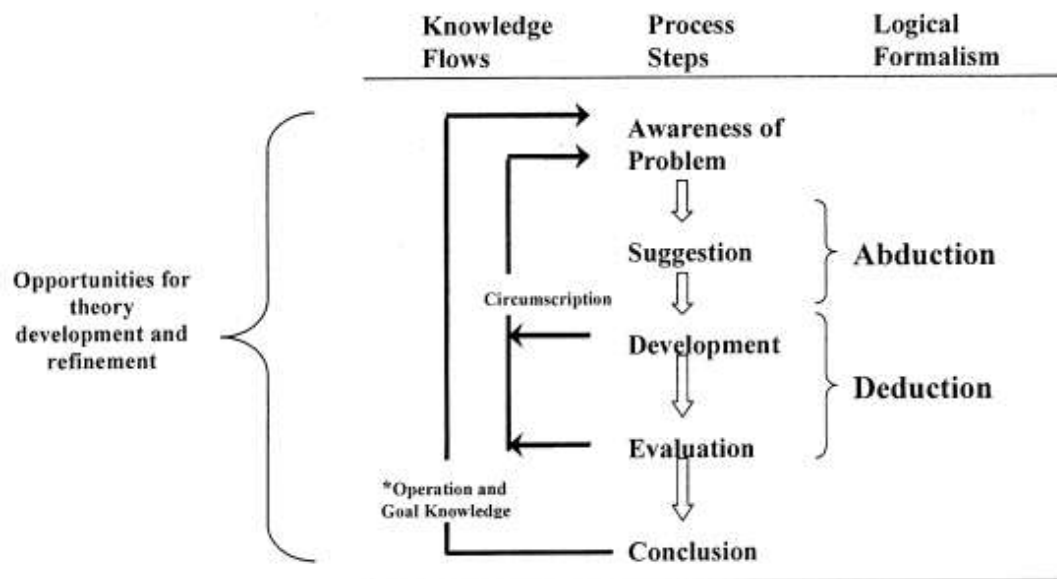 Knowledge
Flows
Process
Steps
Logical
Formalism
Awareness of
Problem
Suggestion
Abduction
Opportunities for
theory
development and
refinement
Circumscription
Development
Deduction
Evaluation
*Operation and
Goal Knowledge
Conclusion